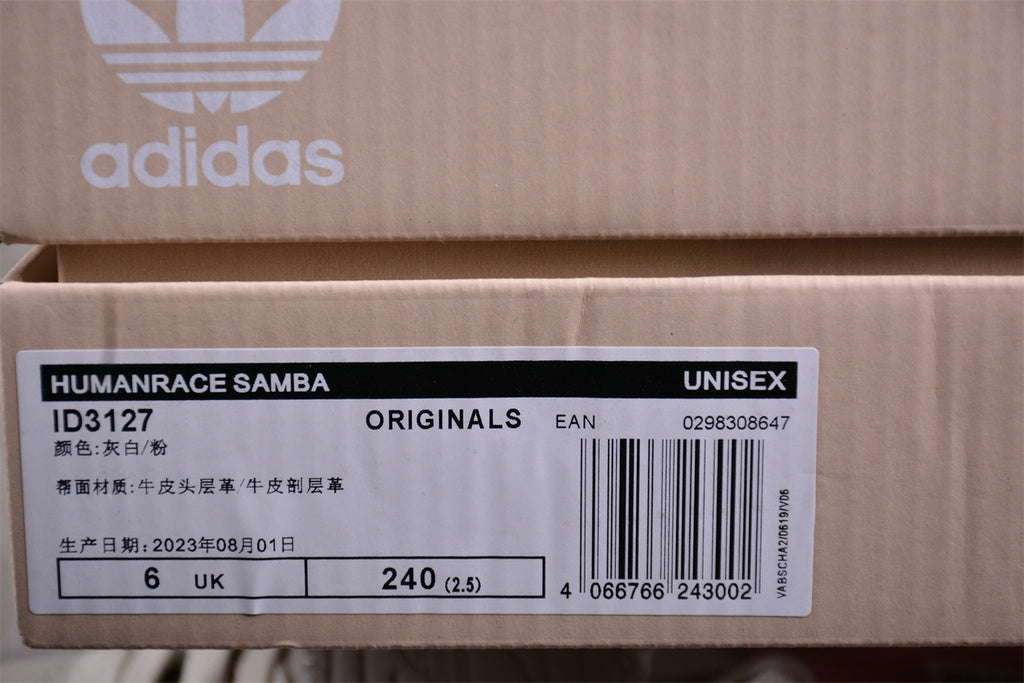 adidas
HUMANRACE SAMBA UNISEX
ID3127 ORIGINALS EAN 0298308647
颜色:灰白/粉
帮面材质:牛皮头层革/牛皮剖层革
生产日期:2023年08月01日
6 UK 240 (2.5)
4 066766 243002
VABSCHA2/0619/V06